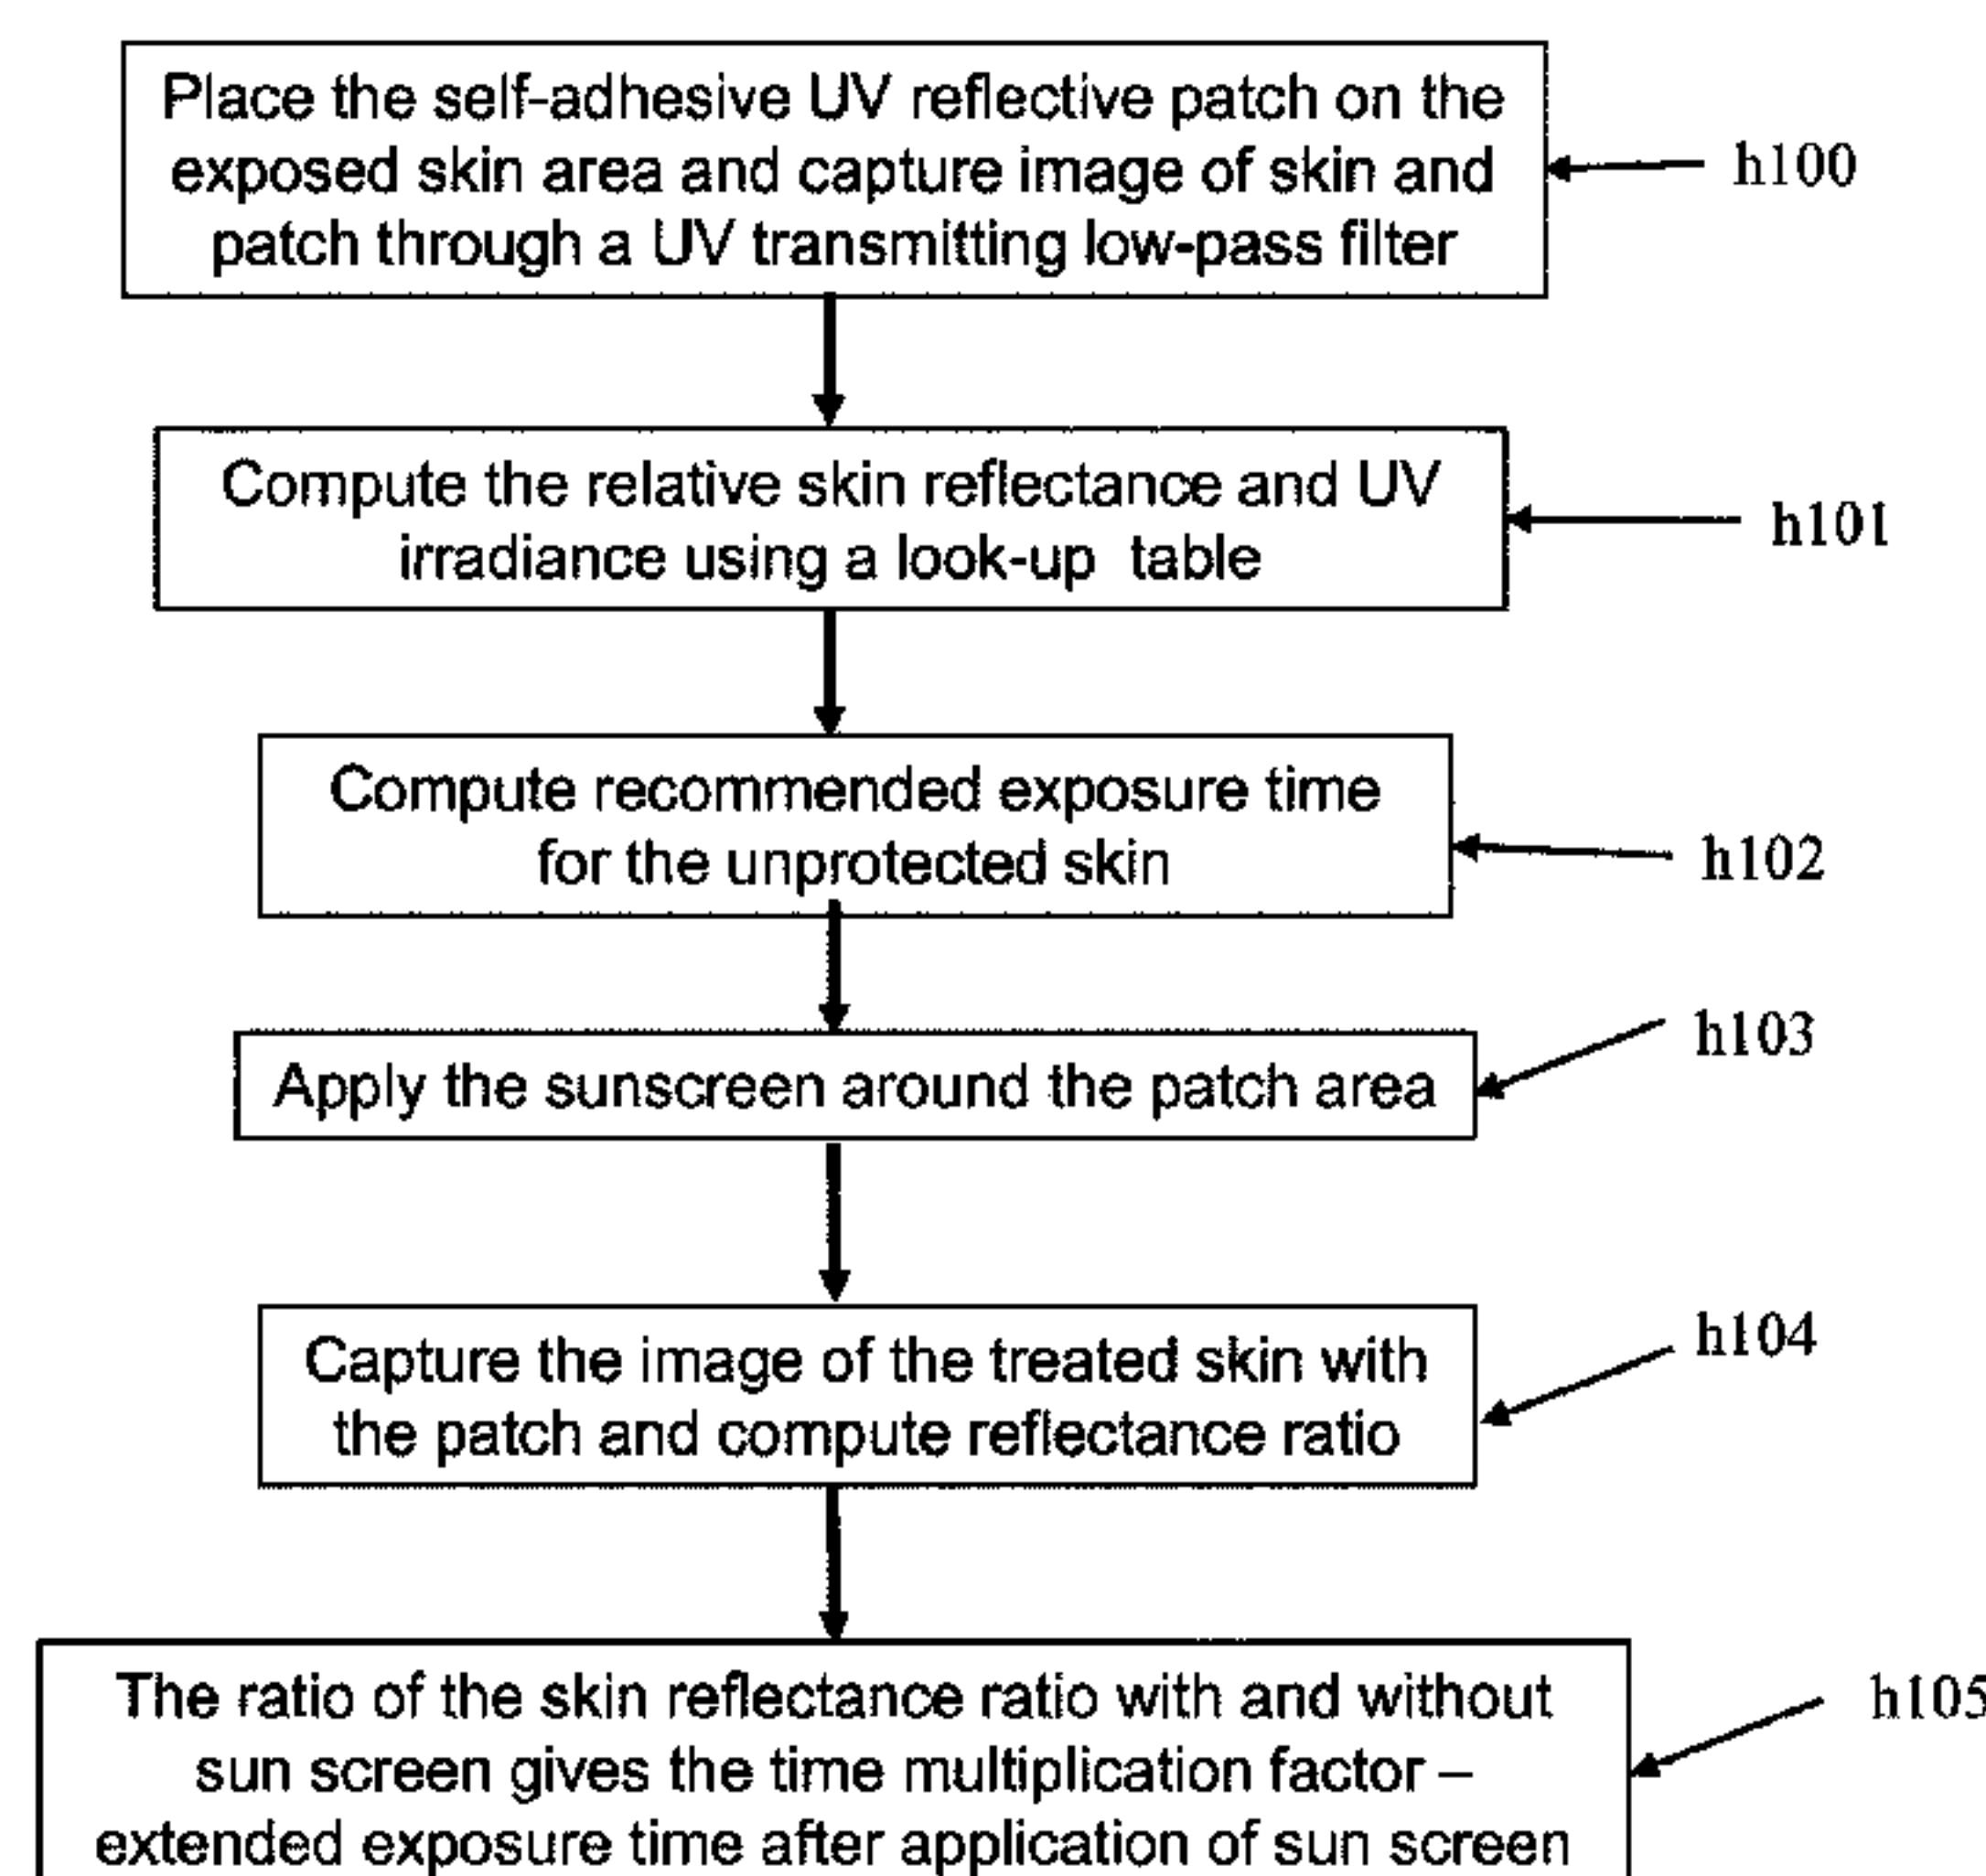 Place the self-adhesive UV reflective patch on the
exposed skin area and capture image of skin and
patch through a UV transmitting low-pass filter
h100
Compute the relative skin reflectance and UV
irradiance using a look-up table
h101
Compute recommended exposure time
for the unprotected skin
h102
Apply the sunscreen around the patch area
h103
Capture the image of the treated skin with
the patch and compute reflectance ratio
h104
The ratio of the skin reflectance ratio with and without
sun screen gives the time multiplication factor –
extended exposure time after application of sun screen
h105